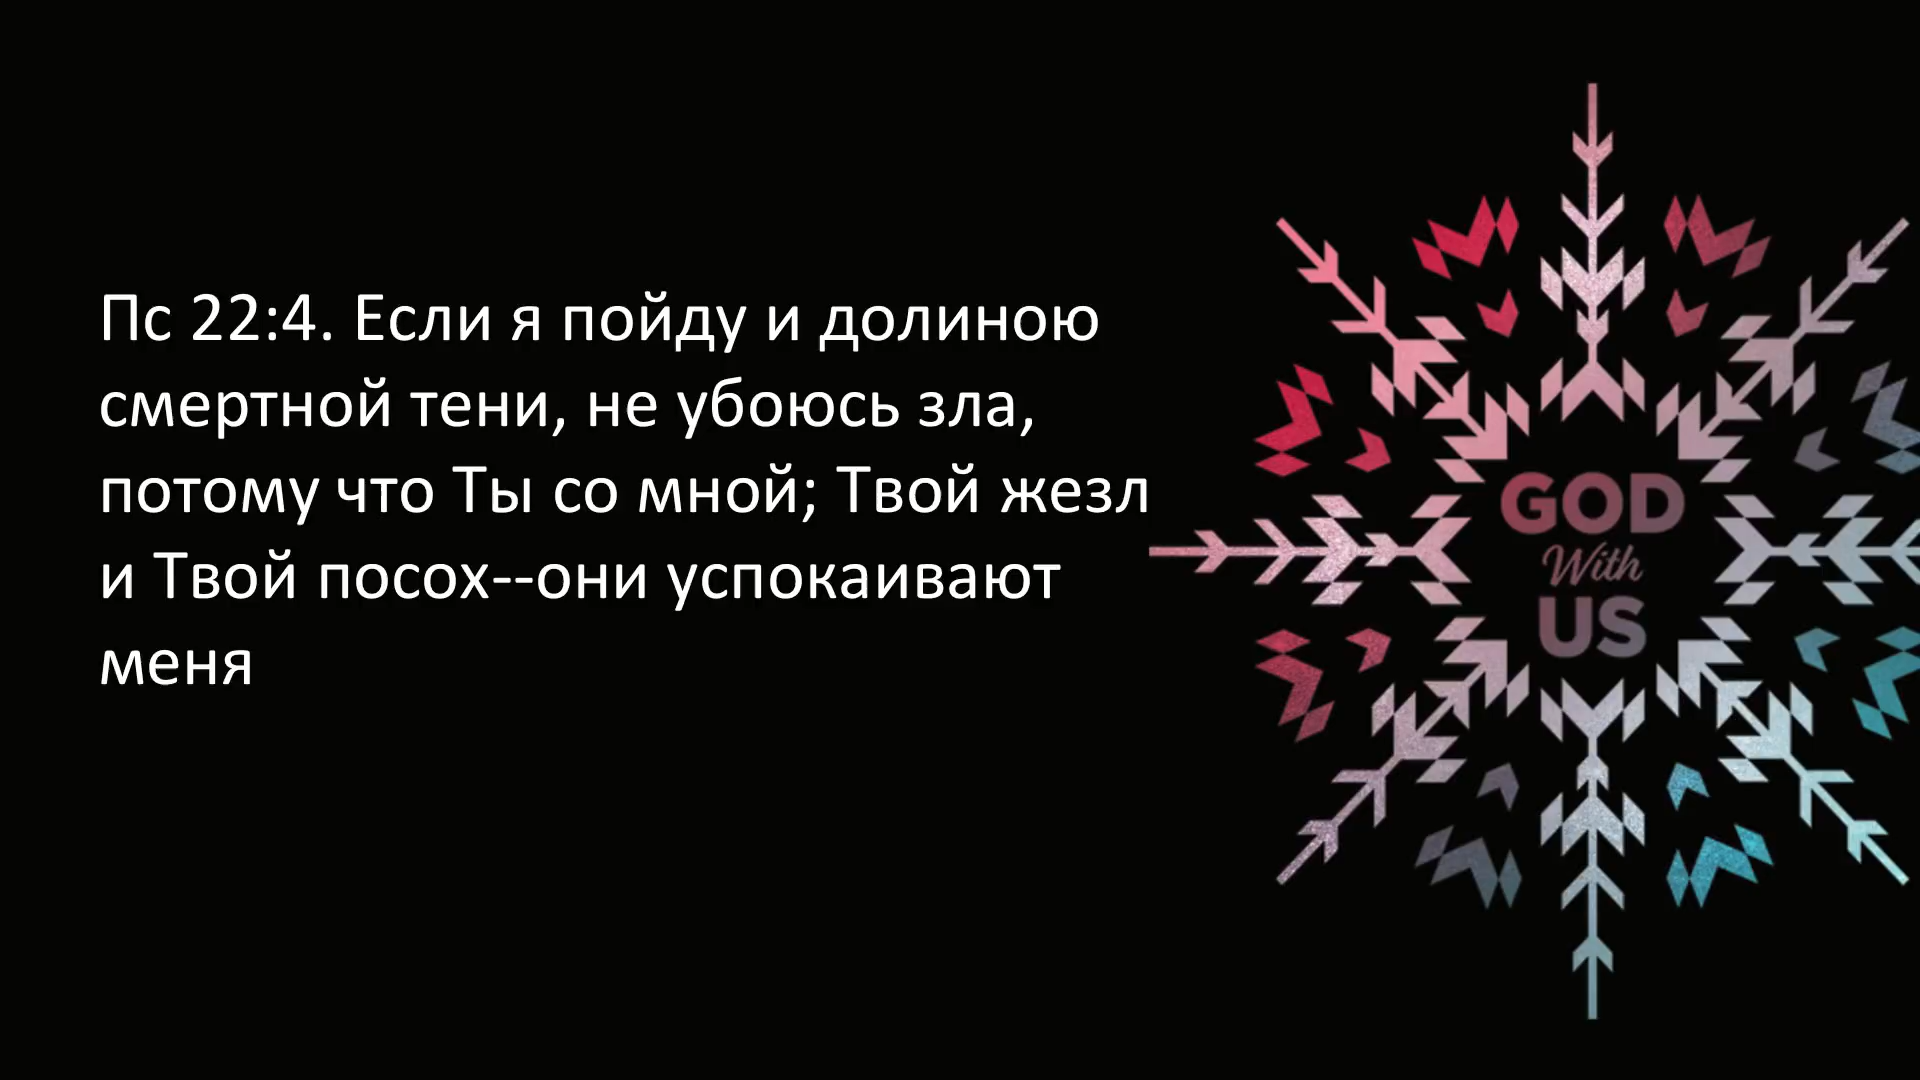 Пс 22:4. Если я пойду и долиною
смертной тени, не убоюсь зла,
потому что Ты со мной; Твой жезл
и Твой посох--они успокаивают
меня
GOD
With
US